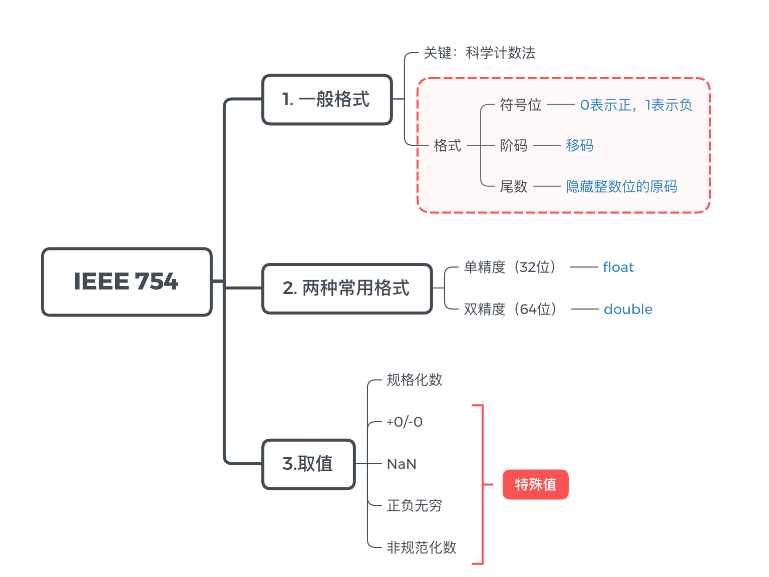 IEEE 754
1. 一般格式
关键：科学计数法
格式
符号位
0表示正，1表示负
阶码
移码
尾数
隐藏整数位的原码
2. 两种常用格式
单精度（32位）
float
双精度（64位）
double
3.取值
规格化数
+0/-0
NaN
正负无穷
非规范化数
特殊值